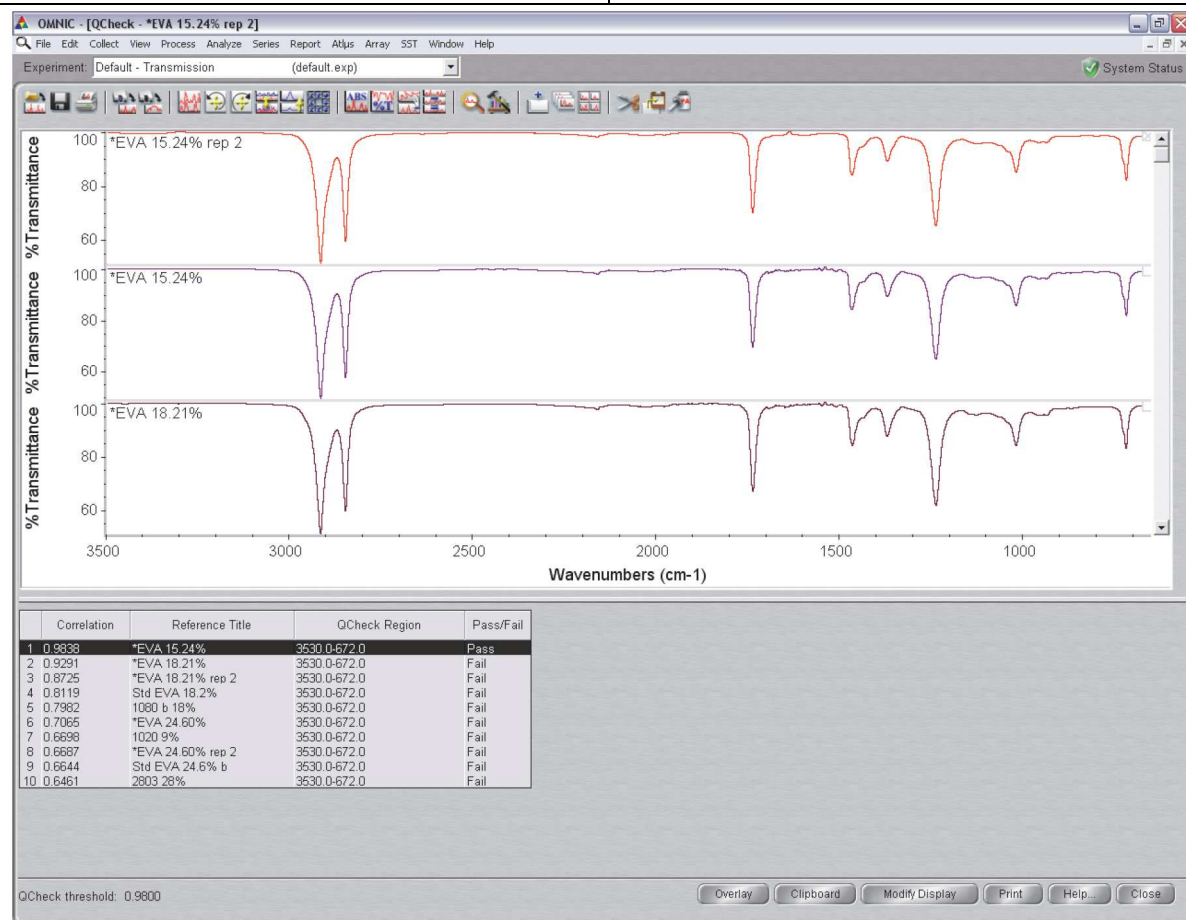 OMNIC - [QCheck - *EVA 15.24% rep 2]
File Edit Collect View Process Analyze Series Report Atlµs Array SST Window Help
Experiment: Default - Transmission (default.exp) System Status
ABS %T
*EVA 15.24% rep 2
100
80
60
%Transmittance
*EVA 15.24%
100
80
60
%Transmittance
*EVA 18.21%
100
80
60
%Transmittance
3500 3000 2500 2000 1500 1000
Wavenumbers (cm-1)
Correlation Reference Title QCheck Region Pass/Fail
1 0.9838 *EVA 15.24% 3530.0-672.0 Pass
2 0.9291 *EVA 18.21% 3530.0-672.0 Fail
3 0.8725 *EVA 18.21% rep 2 3530.0-672.0 Fail
4 0.8119 Std EVA 18.2% 3530.0-672.0 Fail
5 0.7982 1080 b 18% 3530.0-672.0 Fail
6 0.7065 *EVA 24.60% 3530.0-672.0 Fail
7 0.6698 1020 9% 3530.0-672.0 Fail
8 0.6687 *EVA 24.60% rep 2 3530.0-672.0 Fail
9 0.6644 Std EVA 24.6% b 3530.0-672.0 Fail
10 0.6461 2803 28% 3530.0-672.0 Fail
QCheck threshold: 0.9800 Overlay Clipboard Modify Display Print Help... Close